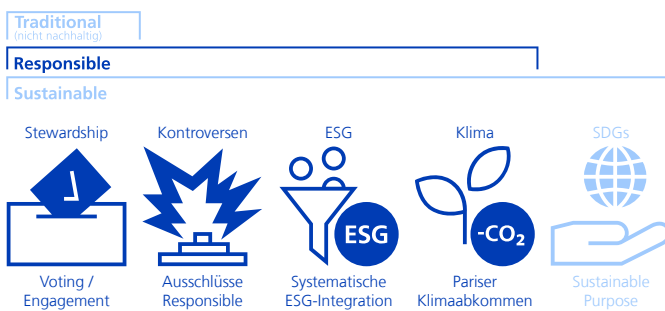 Traditional
(nicht nachhaltig)
Responsible
Sustainable
Stewardship
Kontroversen
ESG
Klima
SDGs
ESG
-CO₂
Voting /
Engagement
Ausschlüsse
Responsible
Systematische
ESG-Integration
Pariser
Klimaabkommen
Sustainable
Purpose